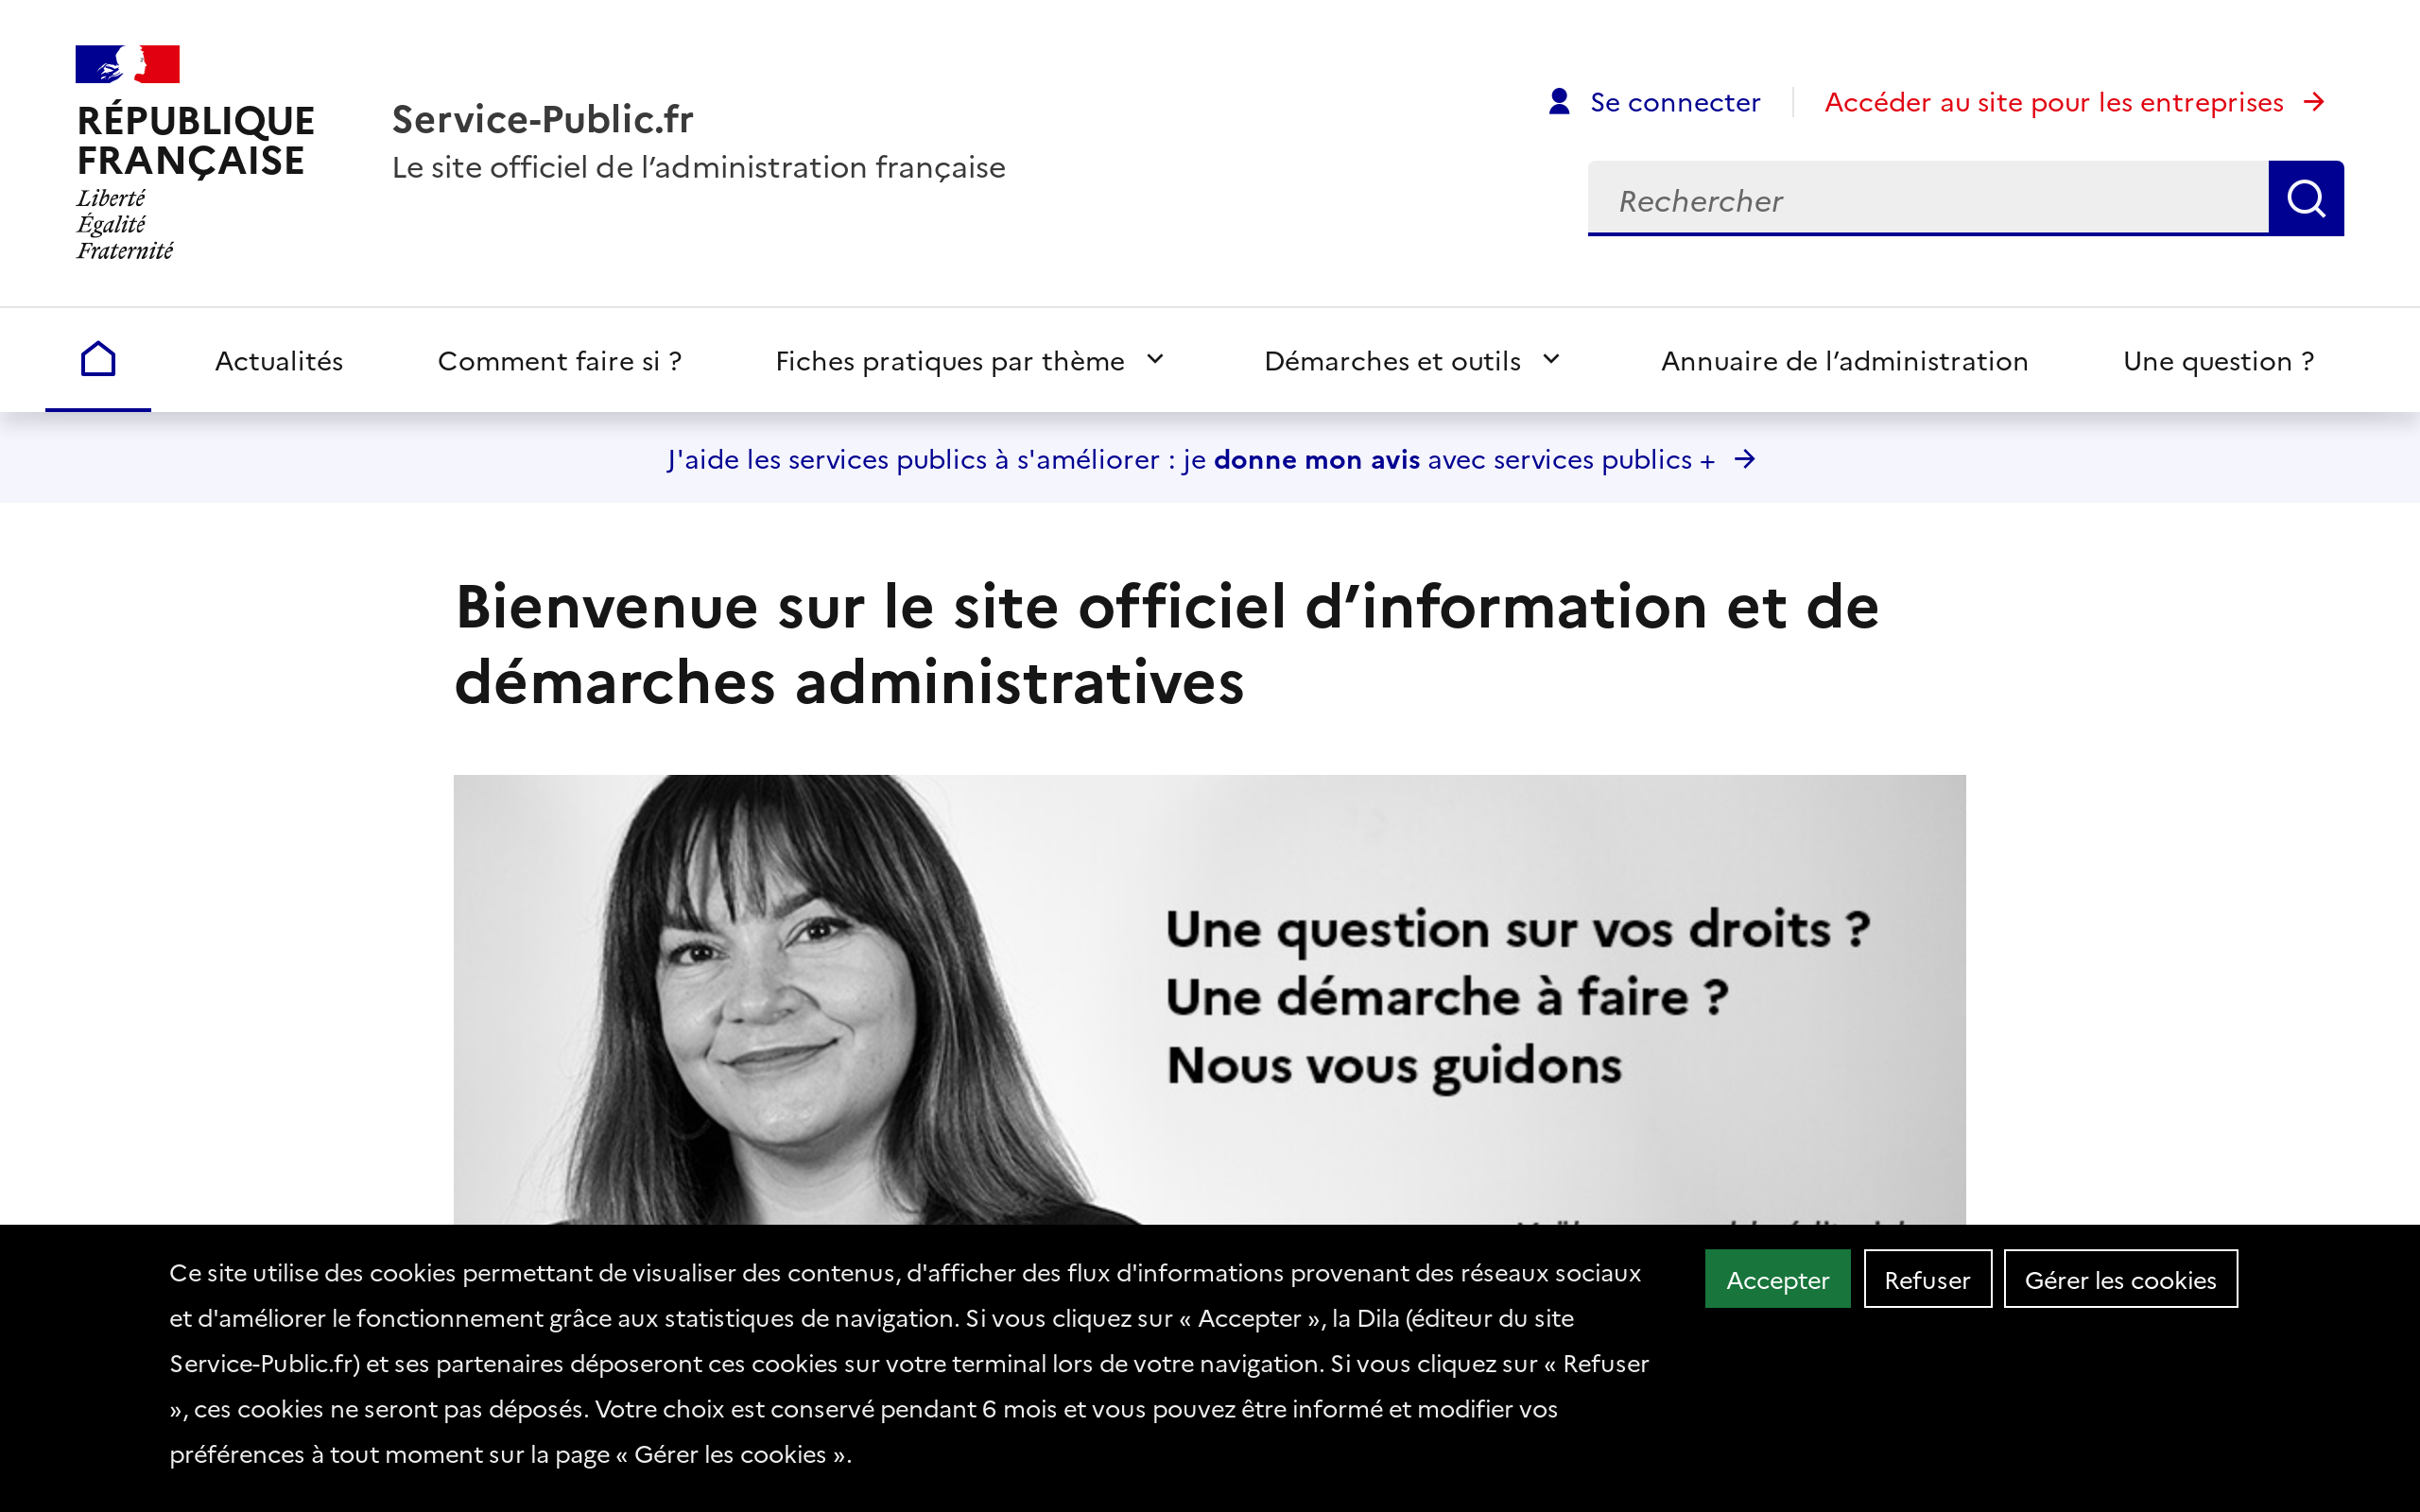 RÉPUBLIQUE
FRANÇAISE
Liberté
Égalité
Fraternité
Service-Public.fr
Le site officiel de l’administration française
Se connecter
Accéder au site pour les entreprises
Rechercher
Actualités
Comment faire si ?
Fiches pratiques par thème
Démarches et outils
Annuaire de l’administration
Une question ?
J'aide les services publics à s'améliorer : je donne mon avis avec services publics +
Bienvenue sur le site officiel d’information et de
démarches administratives
Une question sur vos droits ?
Une démarche à faire ?
Nous vous guidons
Ce site utilise des cookies permettant de visualiser des contenus, d'afficher des flux d'informations provenant des réseaux sociaux
et d'améliorer le fonctionnement grâce aux statistiques de navigation. Si vous cliquez sur « Accepter », la Dila (éditeur du site
Service-Public.fr) et ses partenaires déposeront ces cookies sur votre terminal lors de votre navigation. Si vous cliquez sur « Refuser
», ces cookies ne seront pas déposés. Votre choix est conservé pendant 6 mois et vous pouvez être informé et modifier vos
préférences à tout moment sur la page « Gérer les cookies ».
Accepter
Refuser
Gérer les cookies